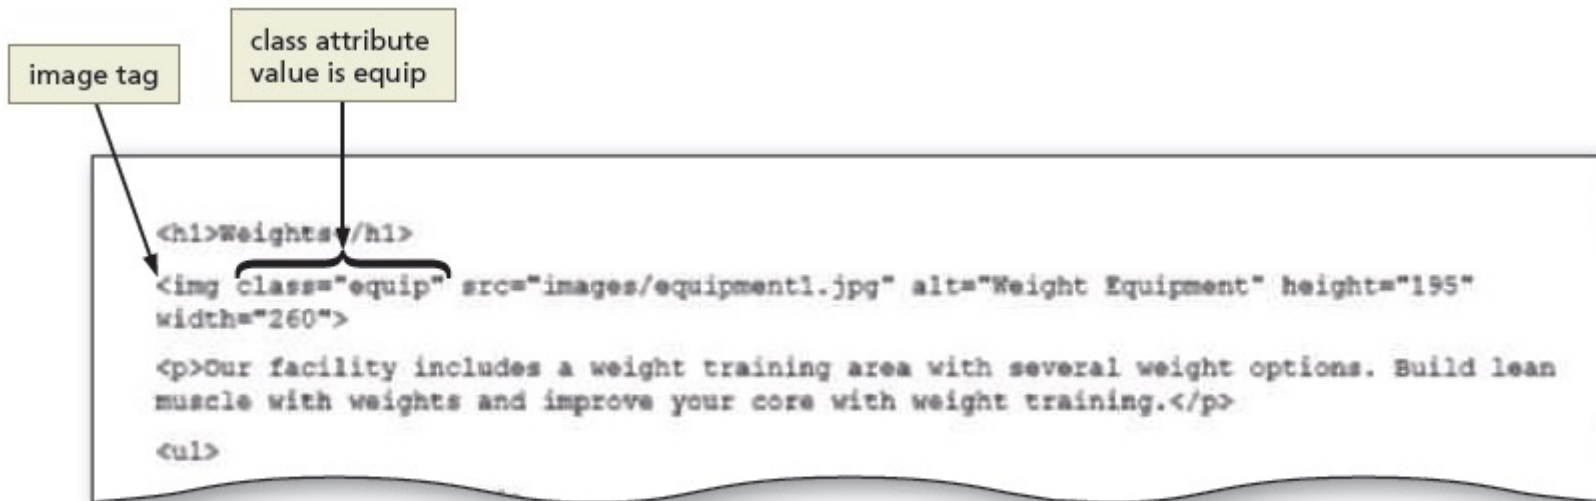 image tag
class attribute
value is equip
<h1>Weights</h1>
<img class="equip" src="images/equipment1.jpg" alt="Weight Equipment" height="195"
width="260">
<p>Our facility includes a weight training area with several weight options. Build lean
muscle with weights and improve your core with weight training.</p>
<ul>